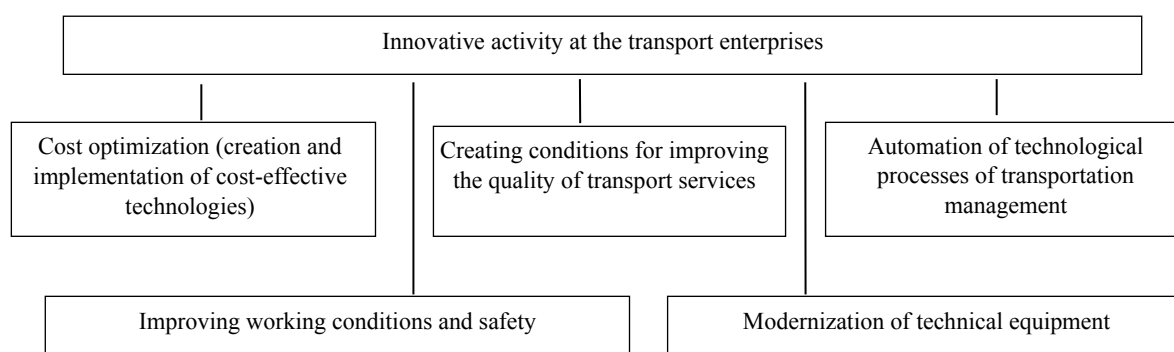 Innovative activity at the transport enterprises
Cost optimization (creation and
implementation of cost-effective
technologies)
Creating conditions for improving
the quality of transport services
Automation of technological
processes of transportation
management
Improving working conditions and safety
Modernization of technical equipment